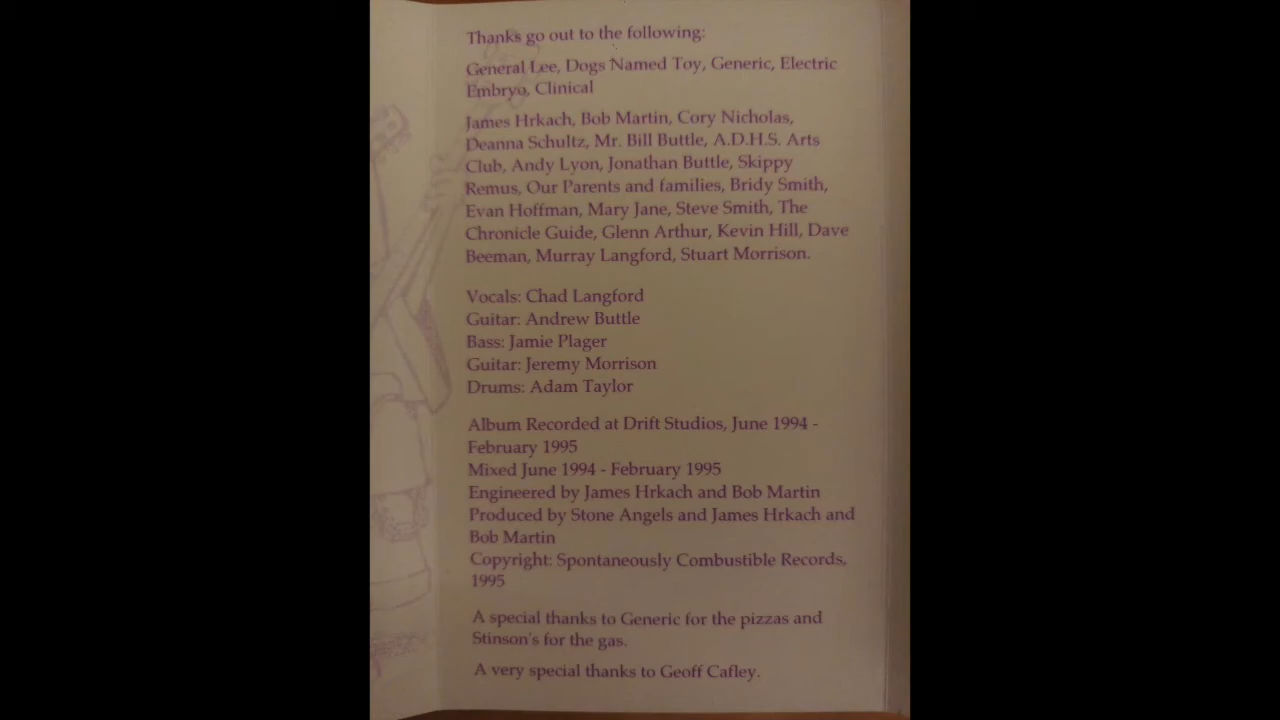 Thanks go out to the following:
General Lee, Dogs Named Toy, Generic, Electric
Embryo, Clinical
James Hrkach, Bob Martin, Cory Nicholas,
Deanna Schultz, Mr. Bill Buttle, A.D.H.S. Arts
Club, Andy Lyon, Jonathan Buttle, Skippy
Remus, Our Parents and families, Bridy Smith,
Evan Hoffman, Mary Jane, Steve Smith, The
Chronicle Guide, Glenn Arthur, Kevin Hill, Dave
Beeman, Murray Langford, Stuart Morrison.
Vocals: Chad Langford
Guitar: Andrew Buttle
Bass: Jamie Plager
Guitar: Jeremy Morrison
Drums: Adam Taylor
Album Recorded at Drift Studios, June 1994 -
February 1995
Mixed June 1994 - February 1995
Engineered by James Hrkach and Bob Martin
Produced by Stone Angels and James Hrkach and
Bob Martin
Copyright: Spontaneously Combustible Records,
1995
A special thanks to Generic for the pizzas and
Stinson's for the gas.
A very special thanks to Geoff Cafley.